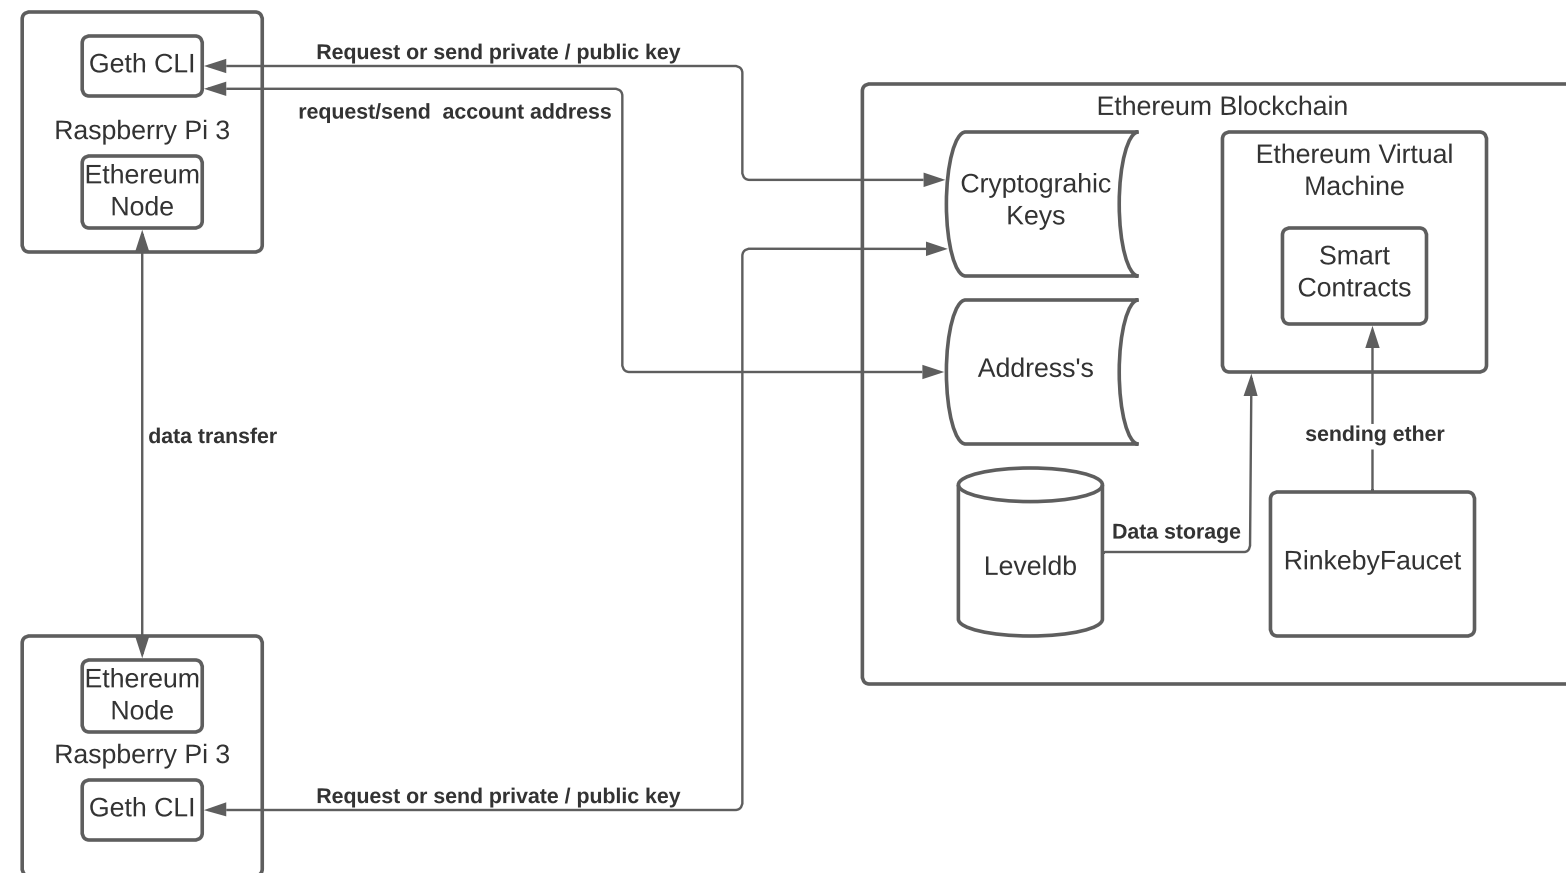 Geth CLI
Raspberry Pi 3
Ethereum
Node
Request or send private / public key
request/send  account address
data transfer
Ethereum
Node
Raspberry Pi 3
Geth CLI
Request or send private / public key
Ethereum Blockchain
Cryptograhic
Keys
Address's
Leveldb
Data storage
Ethereum Virtual
Machine
Smart
Contracts
sending ether
RinkebyFaucet